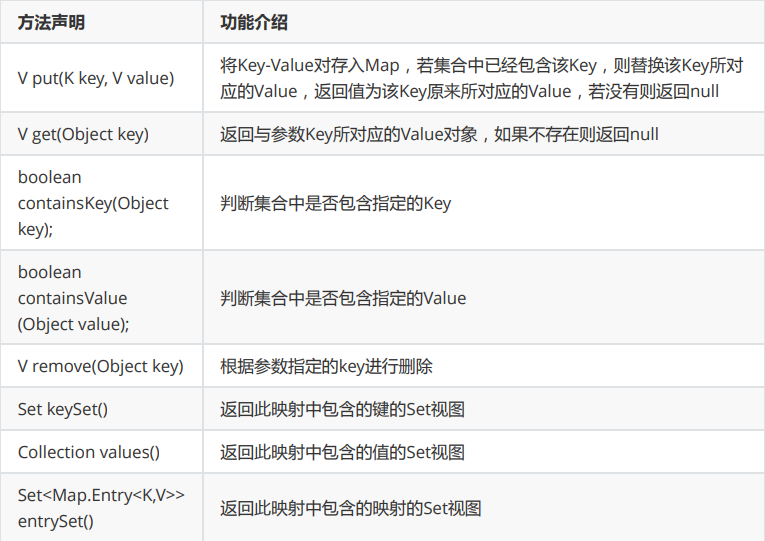 方法声明
功能介绍
V put(K key, V value)
将Key-Value对存入Map，若集合中已经包含该Key，则替换该Key所对
应的Value，返回值为该Key原来所对应的Value，若没有则返回null
V get(Object key)
返回与参数Key所对应的Value对象，如果不存在则返回null
boolean
containsKey(Object
key);
判断集合中是否包含指定的Key
boolean
containsValue
(Object value);
判断集合中是否包含指定的Value
V remove(Object key)
根据参数指定的key进行删除
Set keySet()
返回此映射中包含的键的Set视图
Collection values()
返回此映射中包含的值的Set视图
Set<Map.Entry<K,V>>
entrySet()
返回此映射中包含的映射的Set视图